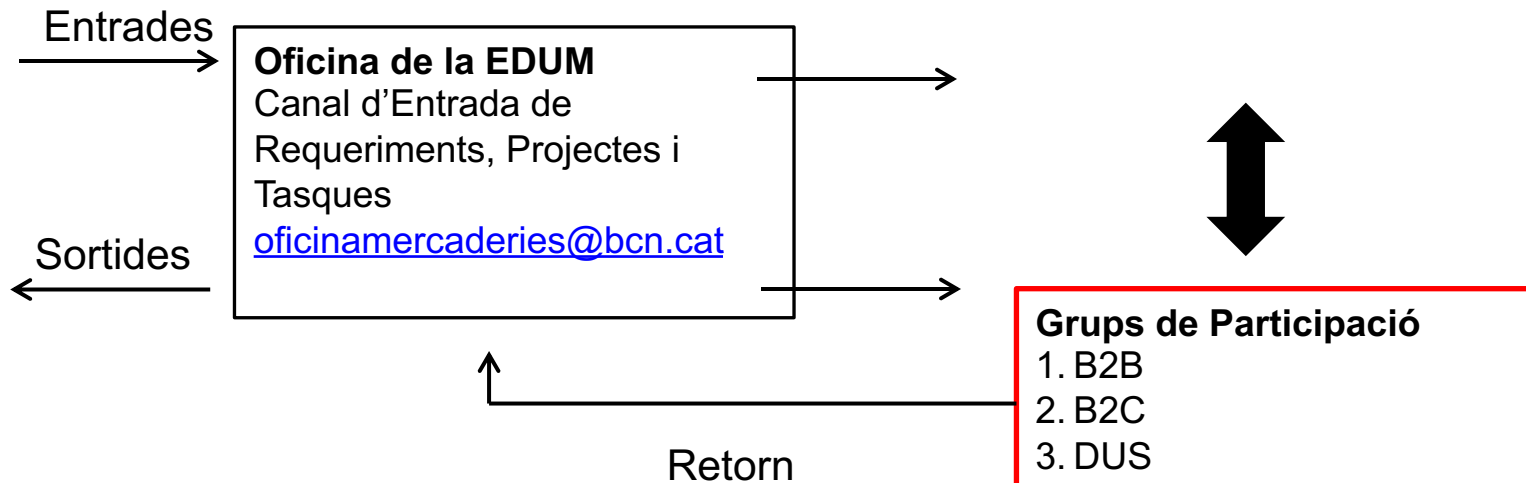 Entrades
Oficina de la EDUM
Canal d’Entrada de
Requeriments, Projectes i
Tasques
oficinamercaderies@bcn.cat
Sortides
Grups de Participació
1. B2B
2. B2C
3. DUS
Retorn